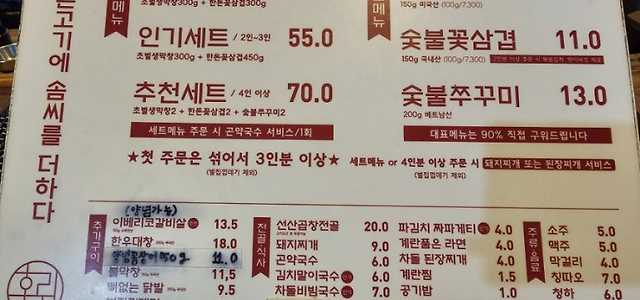 은고기에 솜씨를 더하다
메뉴
초벌생막창300g + 한돈꽃삼겹300g
인기세트 / 2인~3인 55.0
초벌생막창300g + 한돈꽃삼겹450g
추천세트 / 4인 이상 70.0
초벌생막창2 + 한돈꽃삼겹2 + 숯불쭈꾸미2
세트메뉴 주문 시 곤약국수 서비스/1회
메뉴
150g 미국산 (100g/7,300)
숯불꽃삼겹 11.0
150g 국내산 (100g/7,300)
숯불쭈꾸미 13.0
200g 베트남산
대표메뉴는 90% 직접 구워드립니다
★첫 주문은 섞어서 3인분 이상★
(벌집껍데기 제외)
세트메뉴 or 4인분 이상 주문 시 돼지찌개 또는 된장찌개 서비스
(벌집껍데기 제외)
추가구이
(양념가능)
이베리코갈비살 13.5
한우대창 18.0
150g 11.0
불막창 11,5
뼈없는 닭발 9.5
전골식사
선산곱창전골 20.0
돼지찌개 9.0
곤약국수 6.0
김치말이국수 6.0
차돌비빔국수 7.0
파김치 짜파게티 4.0
계란품은 라면 4.0
차돌 된장찌개 4.0
계란찜 1.5
공기밥 1.0
주류음료
소주 5.0
맥주 5.0
막걸리 4.0
칭따오 7.0
청하 6.0